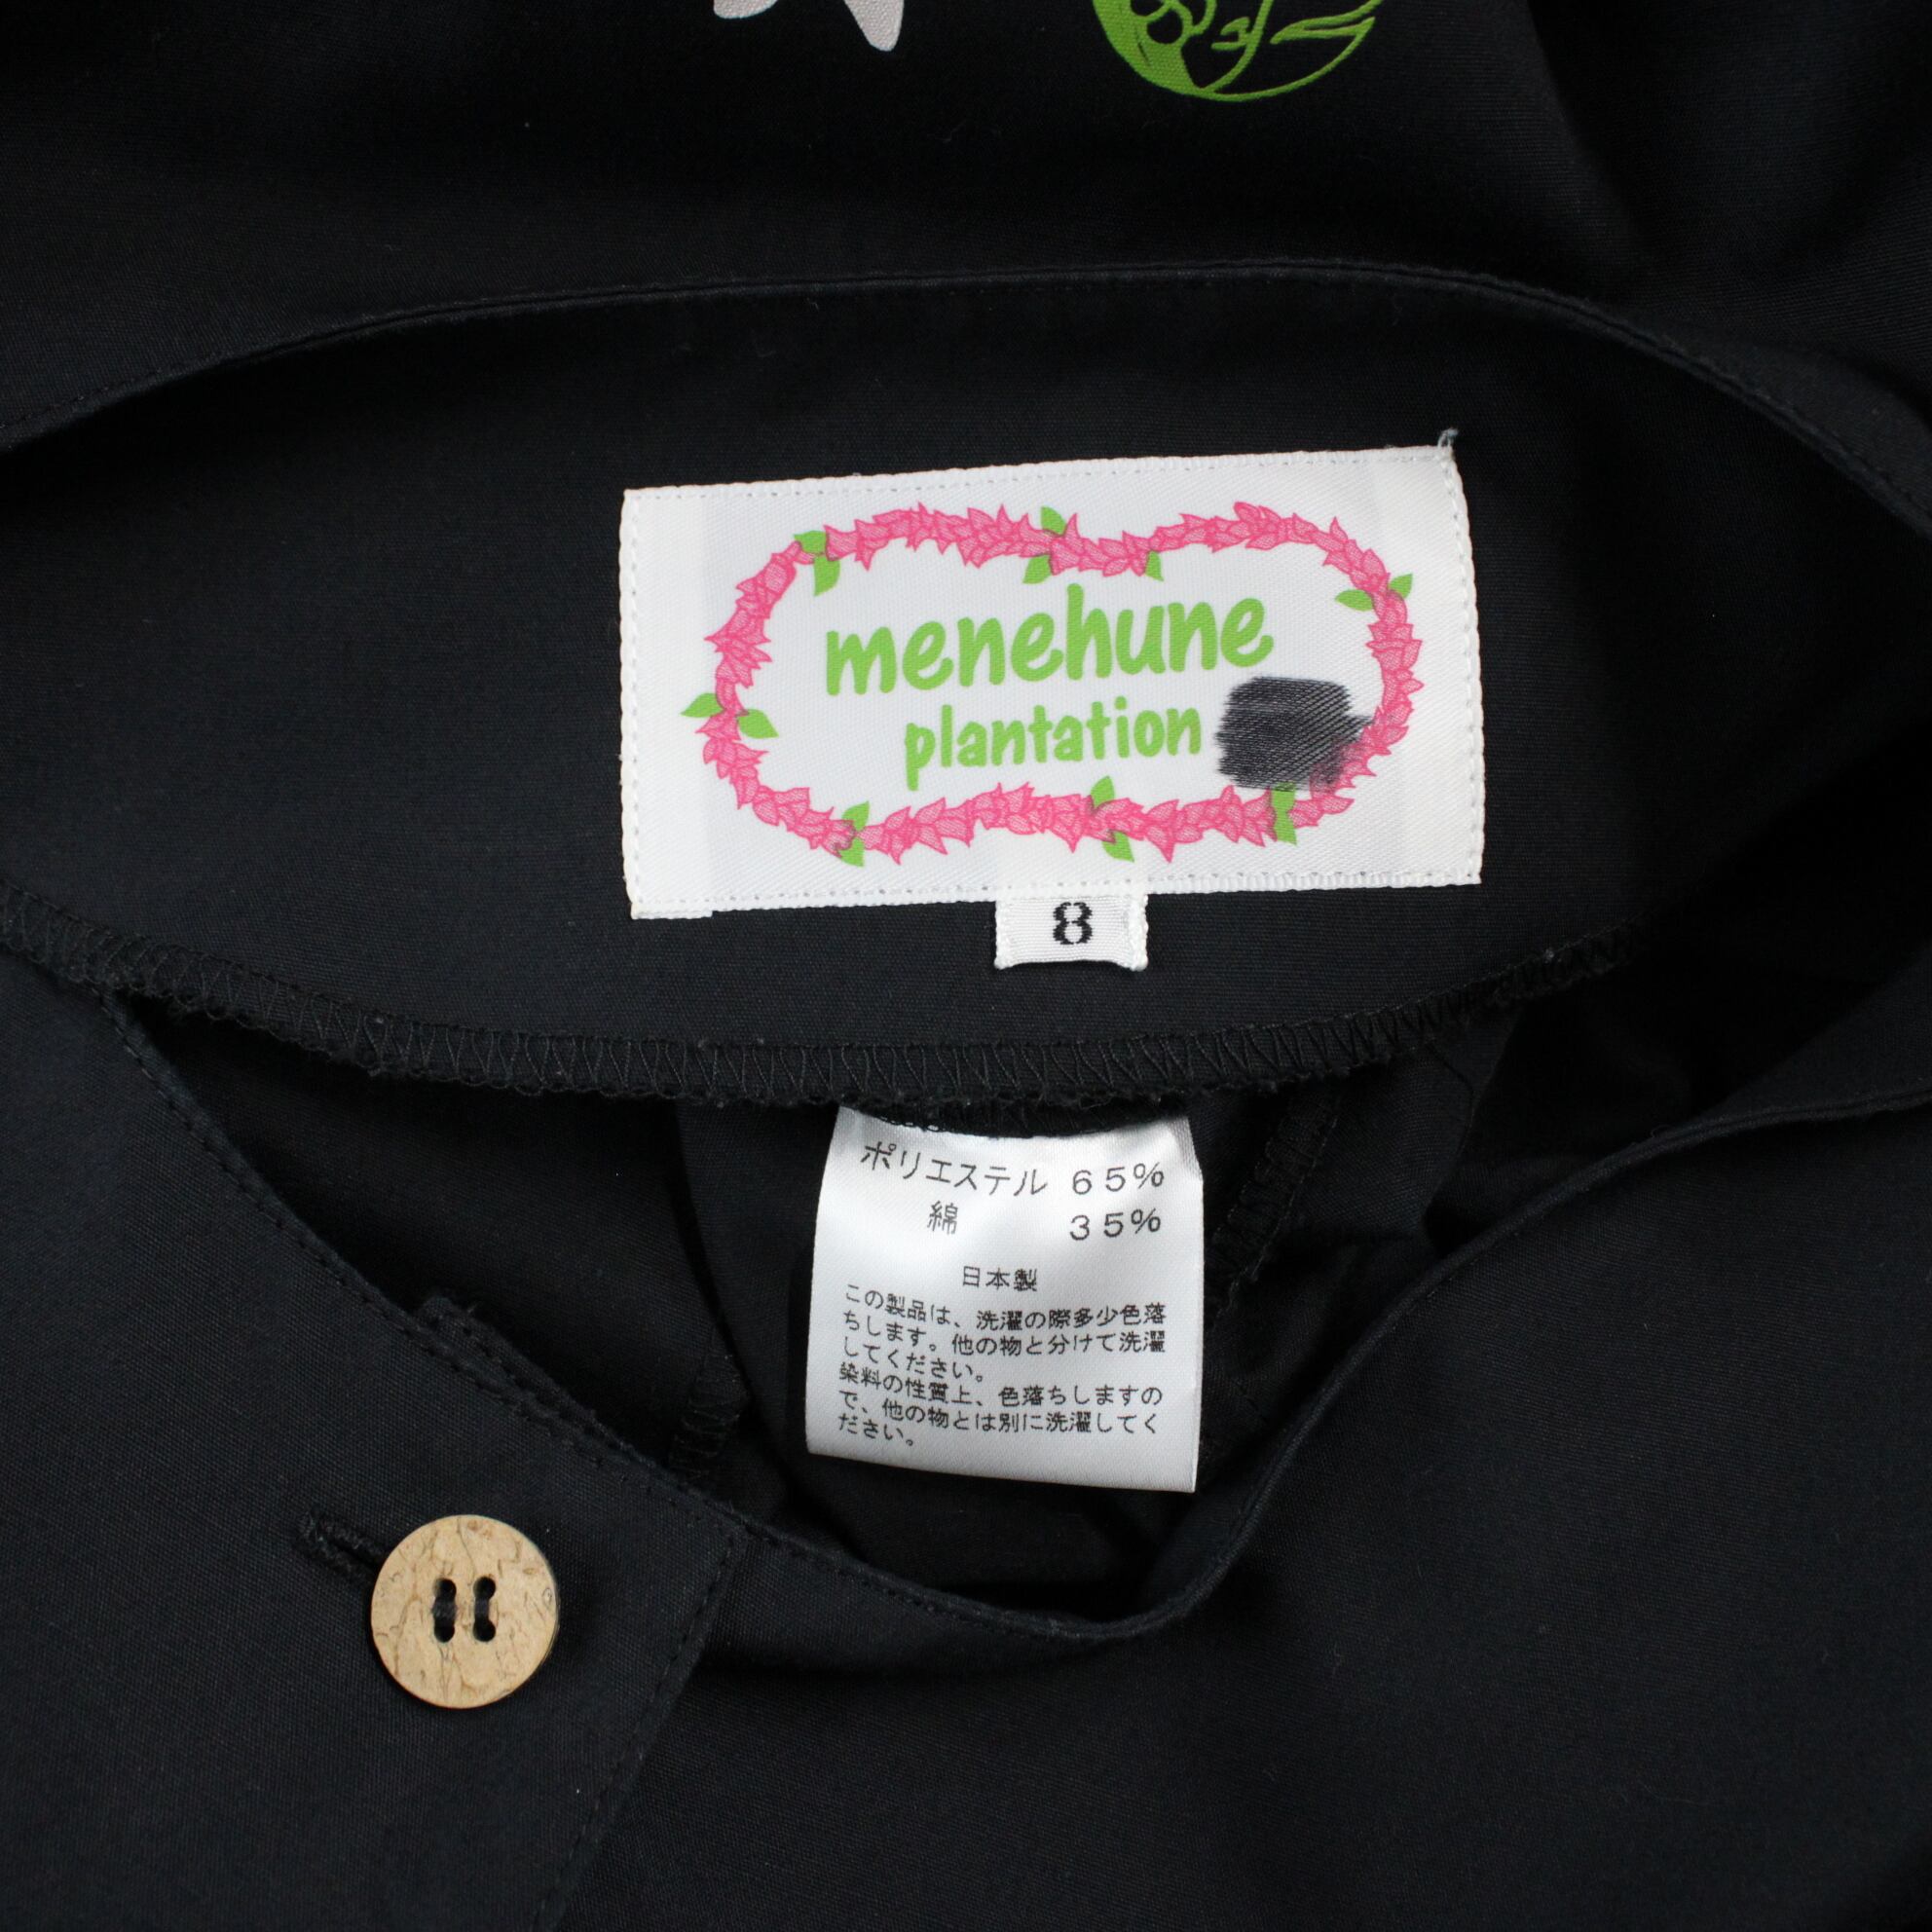 menehune
plantation
8
ポリエステル 65%
綿 35%
日本製
この製品は、洗濯の際多少色落
ちします。他の物と分けて洗濯
してください。
染料の性質上、色落ちしますの
で、他の物とは別に洗濯してく
ださい。